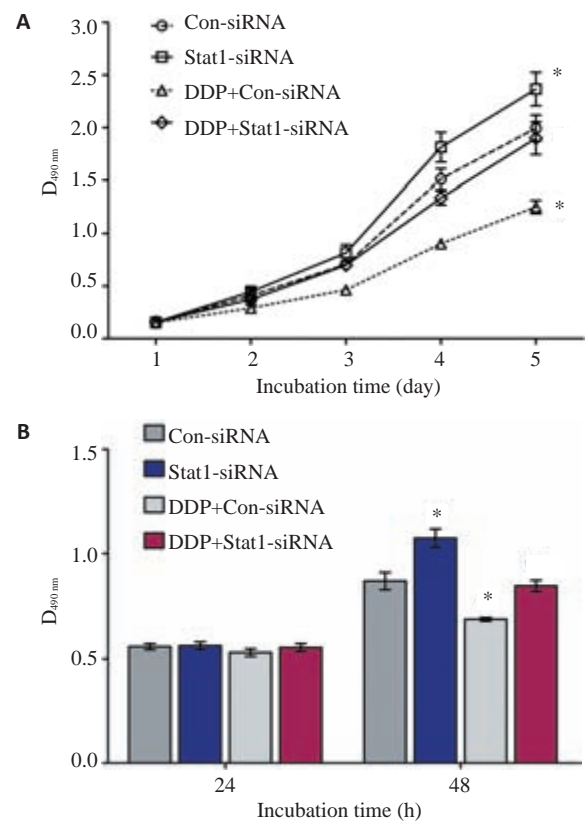 A
3.0
2.5
2.0
1.5
1.0
0.5
0.0
D490 nm
Con-siRNA
Stat1-siRNA
DDP+Con-siRNA
DDP+Stat1-siRNA
*
*
1 2 3 4 5
Incubation time (day)
B
1.5
1.0
0.5
0.0
D490 nm
Con-siRNA
Stat1-siRNA
DDP+Con-siRNA
DDP+Stat1-siRNA
*
*
24 48
Incubation time (h)